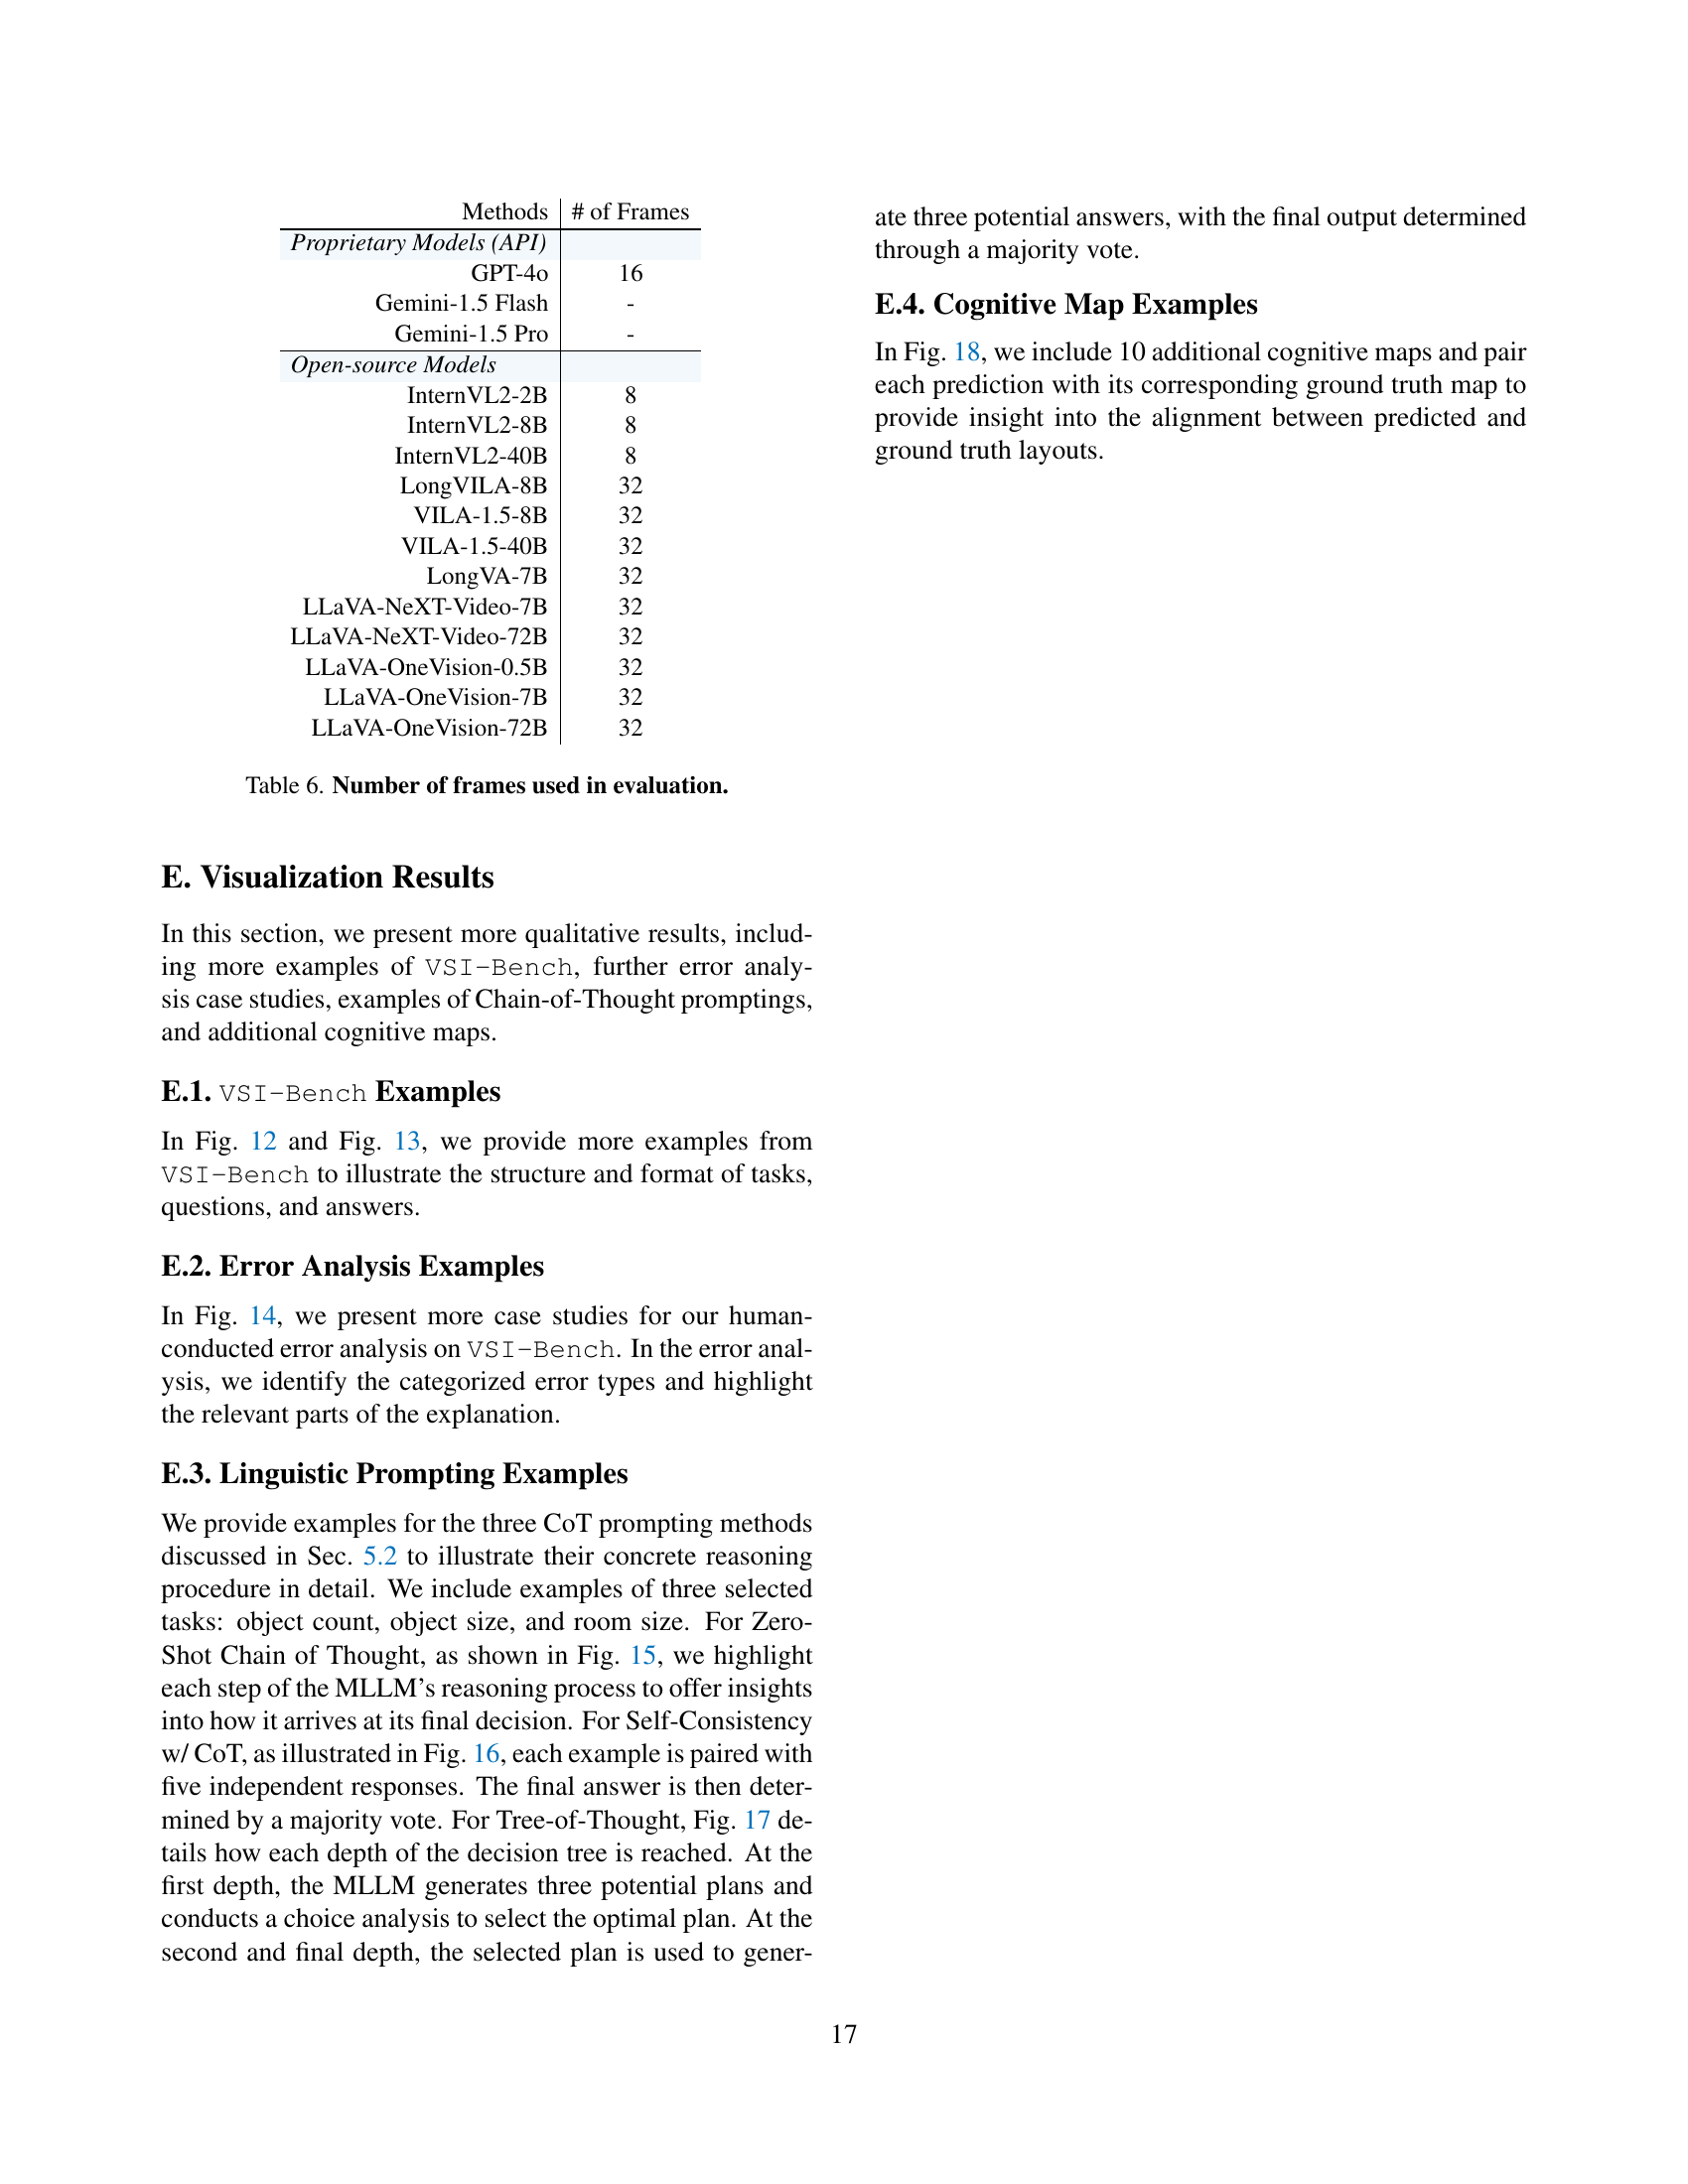 Methods # of Frames
Proprietary Models (API)
GPT-4o 16
Gemini-1.5 Flash -
Gemini-1.5 Pro -
Open-source Models
InternVL2-2B 8
InternVL2-8B 8
InternVL2-40B 8
LongVILA-8B 32
VILA-1.5-8B 32
VILA-1.5-40B 32
LongVA-7B 32
LLaVA-NeXT-Video-7B 32
LLaVA-NeXT-Video-72B 32
LLaVA-OneVision-0.5B 32
LLaVA-OneVision-7B 32
LLaVA-OneVision-72B 32
Table 6. Number of frames used in evaluation.
E. Visualization Results
In this section, we present more qualitative results, includ-
ing more examples of VSI-Bench, further error analy-
sis case studies, examples of Chain-of-Thought promptings,
and additional cognitive maps.
E.1. VSI-Bench Examples
In Fig. 12 and Fig. 13, we provide more examples from
VSI-Bench to illustrate the structure and format of tasks,
questions, and answers.
E.2. Error Analysis Examples
In Fig. 14, we present more case studies for our human-
conducted error analysis on VSI-Bench. In the error anal-
ysis, we identify the categorized error types and highlight
the relevant parts of the explanation.
E.3. Linguistic Prompting Examples
We provide examples for the three CoT prompting methods
discussed in Sec. 5.2 to illustrate their concrete reasoning
procedure in detail. We include examples of three selected
tasks: object count, object size, and room size. For Zero-
Shot Chain of Thought, as shown in Fig. 15, we highlight
each step of the MLLM's reasoning process to offer insights
into how it arrives at its final decision. For Self-Consistency
w/ CoT, as illustrated in Fig. 16, each example is paired with
five independent responses. The final answer is then deter-
mined by a majority vote. For Tree-of-Thought, Fig. 17 de-
tails how each depth of the decision tree is reached. At the
first depth, the MLLM generates three potential plans and
conducts a choice analysis to select the optimal plan. At the
second and final depth, the selected plan is used to gener-
ate three potential answers, with the final output determined
through a majority vote.
E.4. Cognitive Map Examples
In Fig. 18, we include 10 additional cognitive maps and pair
each prediction with its corresponding ground truth map to
provide insight into the alignment between predicted and
ground truth layouts.
17